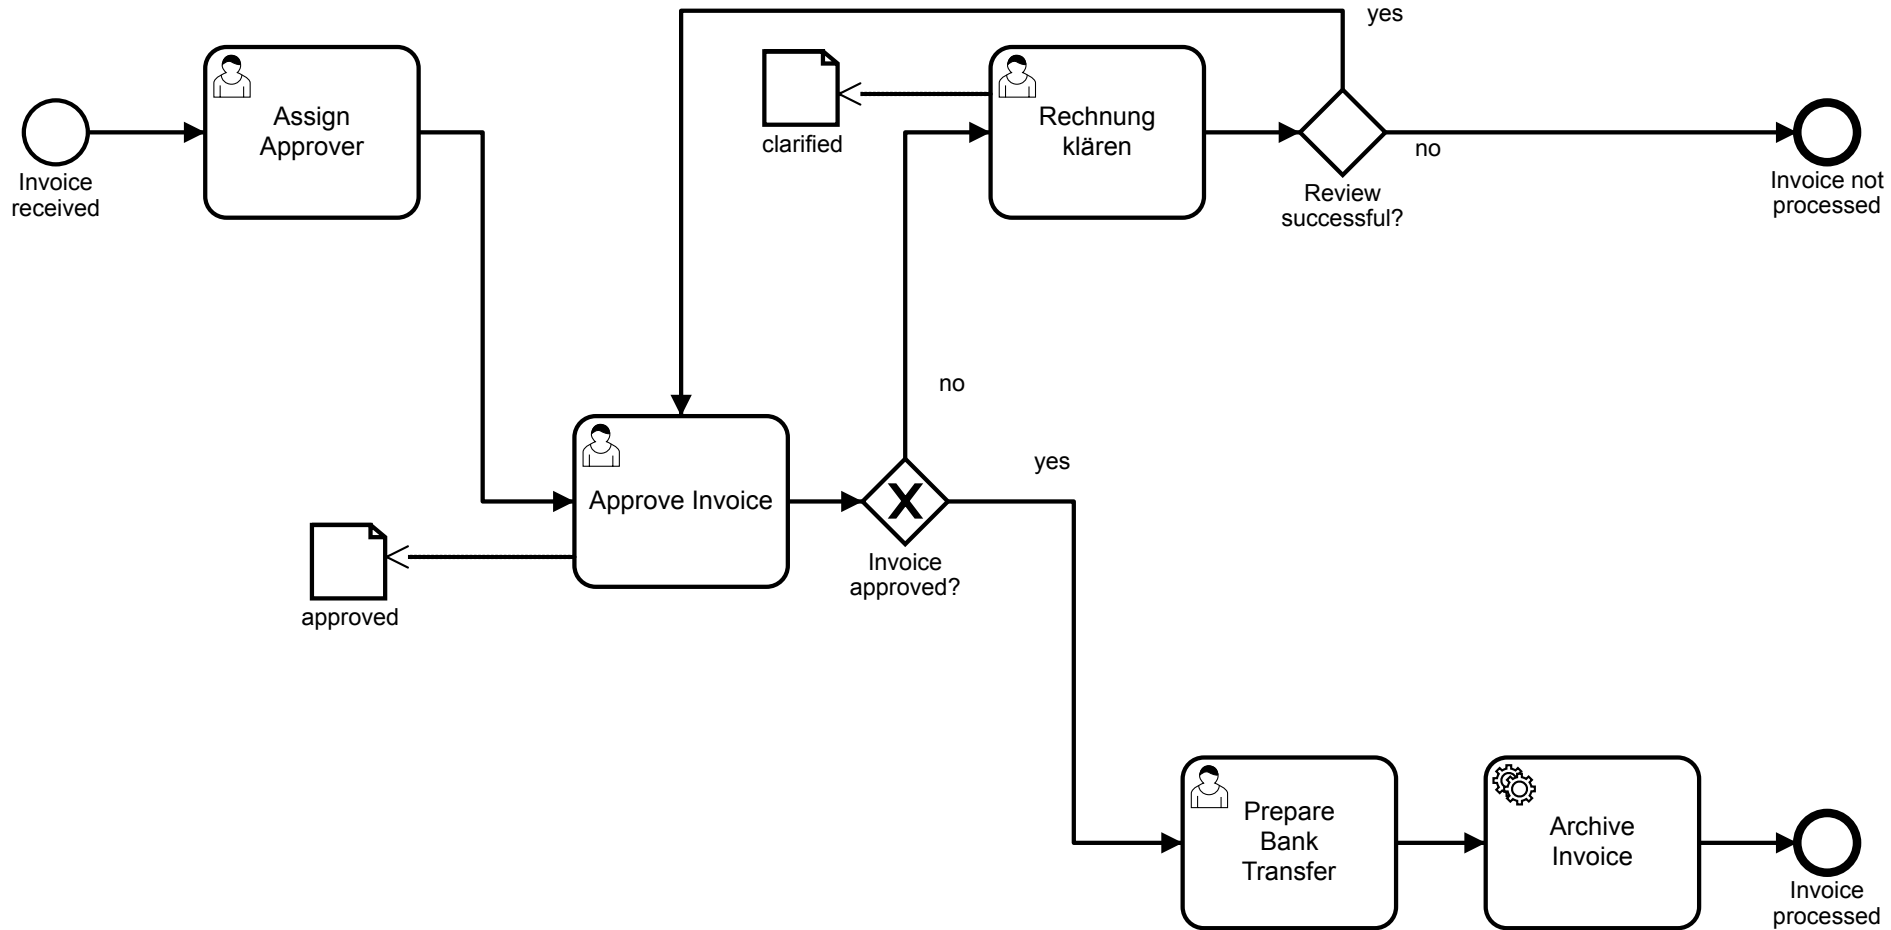 yes
Assign
Approver
Invoice
received
clarified
Rechnung
klären
no
Review
successful?
Invoice not
processed
no
yes
Approve Invoice
X
Invoice
approved?
approved
Prepare
Bank
Transfer
Archive
Invoice
Invoice
processed